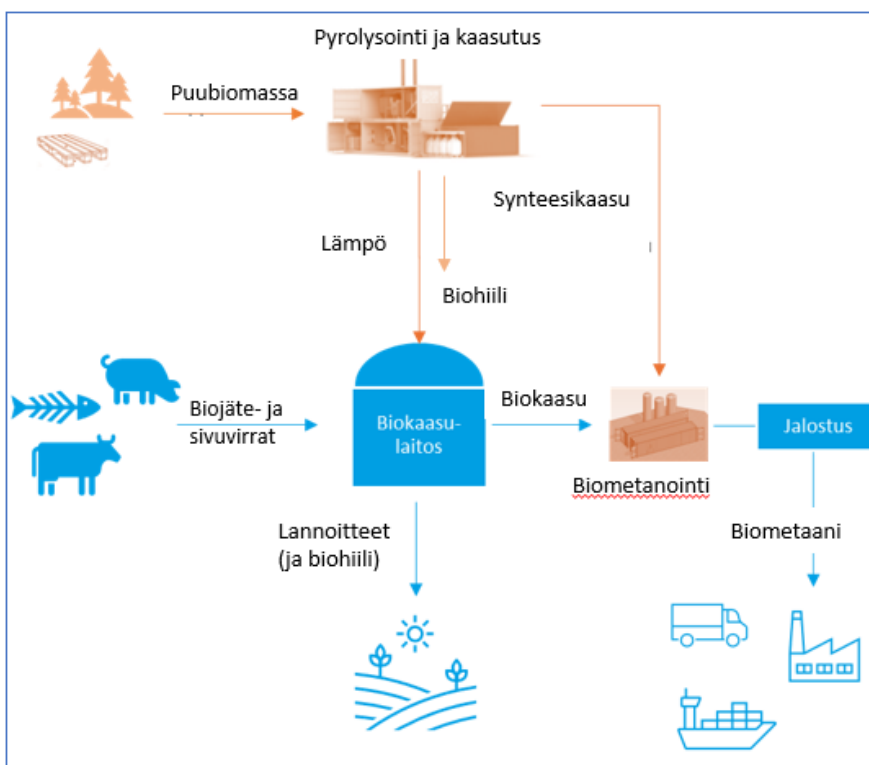 Pyrolysointi ja kaasutus
Puubiomassa
Synteesikaasu
Lämpö
Biohiili
Biojäte- ja
sivuvirrat
Biokaasu-
laitos
Biokaasu
Jalostus
Biometanointi
Lannoitteet
(ja biohiili)
Biometaani